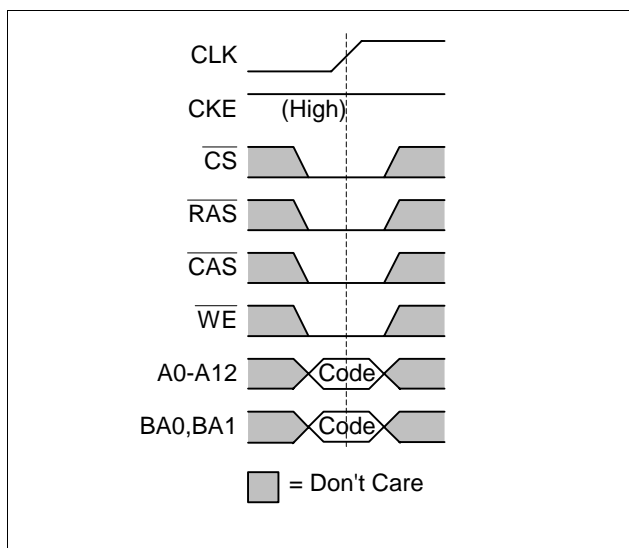 CLK
CKE (High)
CS
RAS
CAS
WE
A0-A12 Code
BA0,BA1 Code
= Don't Care